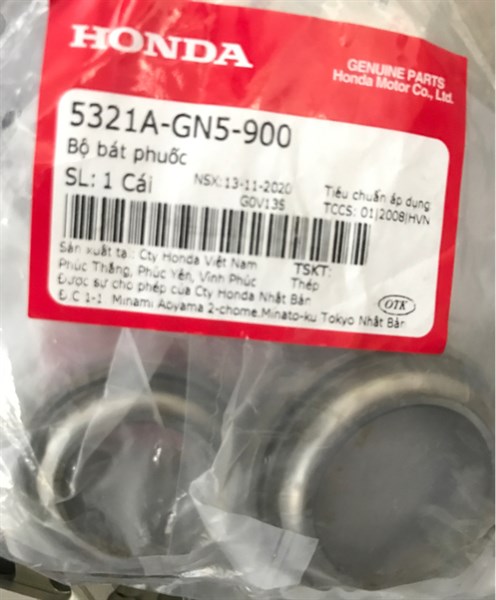 HONDA
GENUINE PARTS
Honda Motor Co., Ltd.
5321A-GN5-900
Bộ bát phuốc
SL: 1 Cái
NSX: 13-11-2020
G0V13S
Tiêu chuẩn áp dụng
TCCS: 01|2008|HVN
Sản xuất tại: Cty Honda Việt Nam
Phúc Thắng, Phúc Yên, Vĩnh Phúc
TSKT:
Thép
Được sự cho phép của Cty Honda Nhật Bản
Đ.C 1-1 Minami Aoyama 2-chome.Minato-ku Tokyo Nhật Bản
OTK